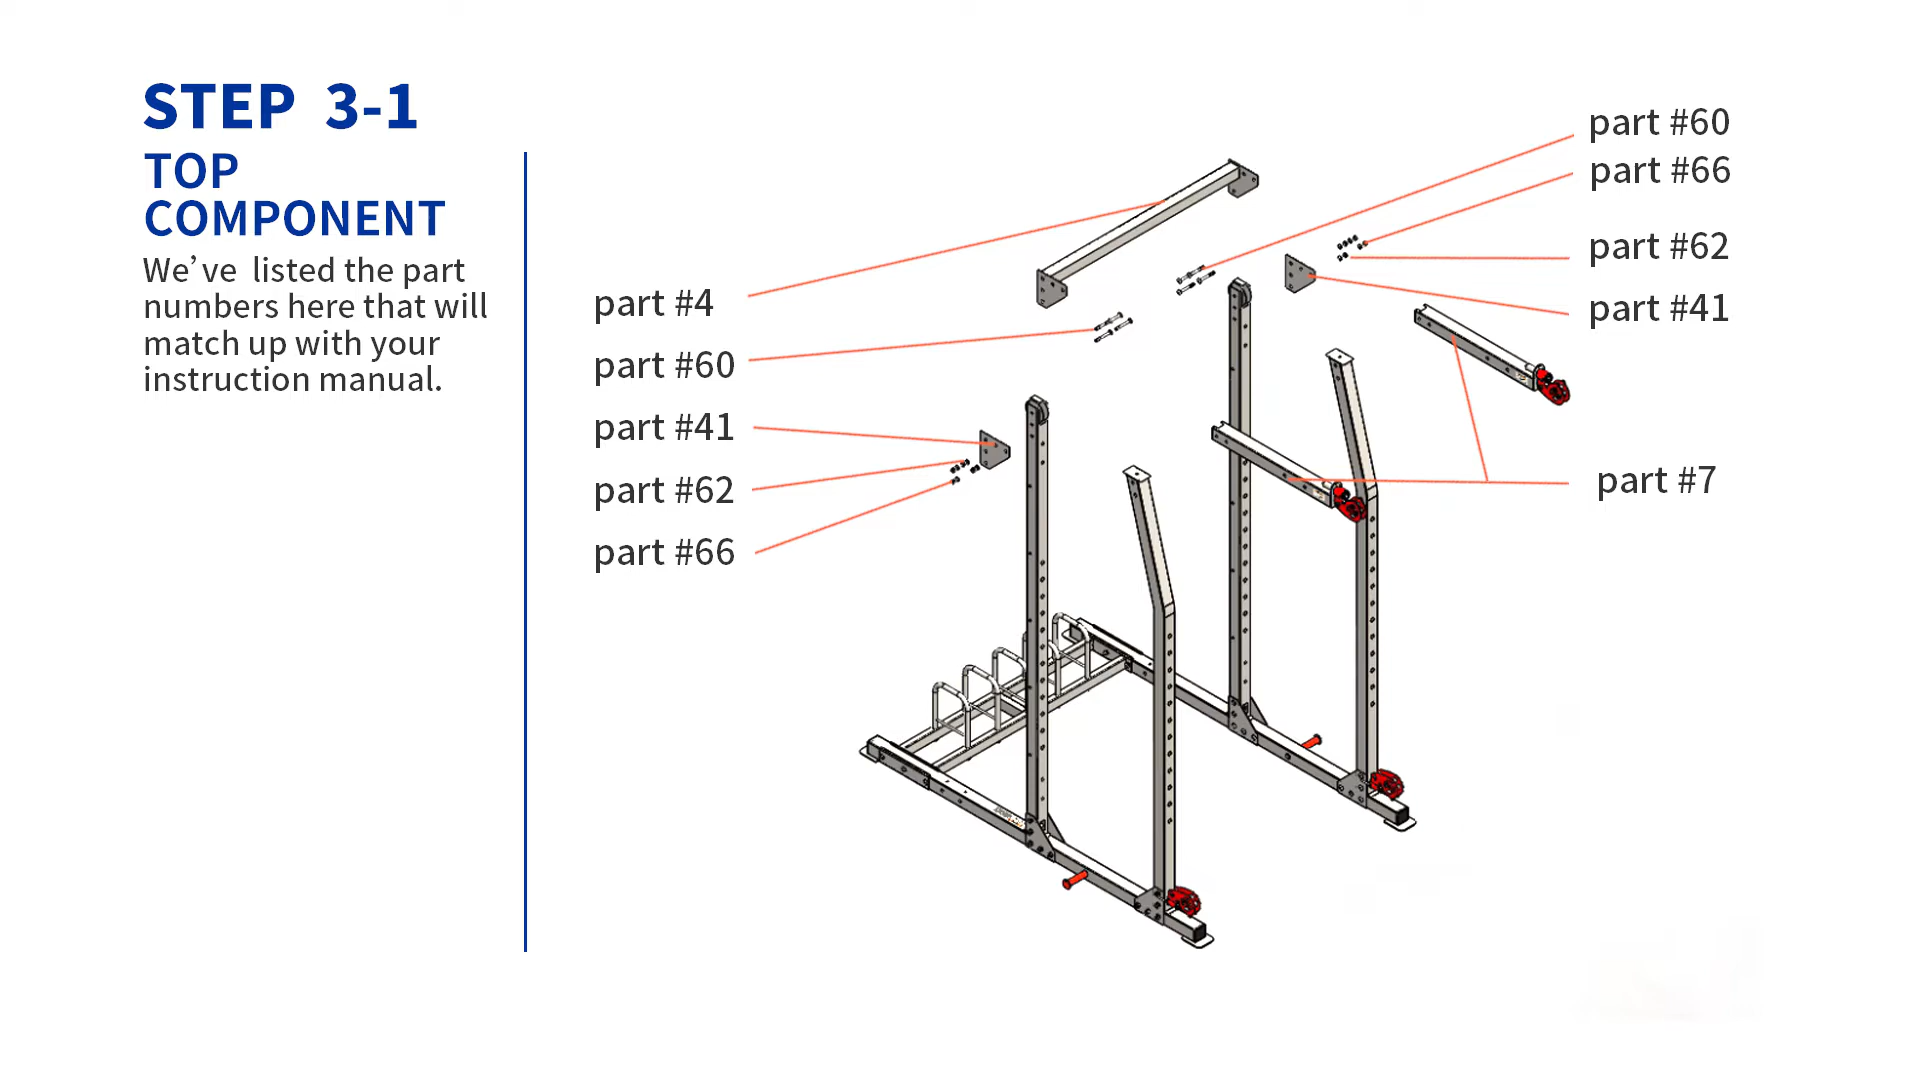 STEP 3-1
TOP
COMPONENT
We’ve listed the part
numbers here that will
match up with your
instruction manual.
part #4
part #60
part #41
part #62
part #66
part #60
part #66
part #62
part #41
part #7